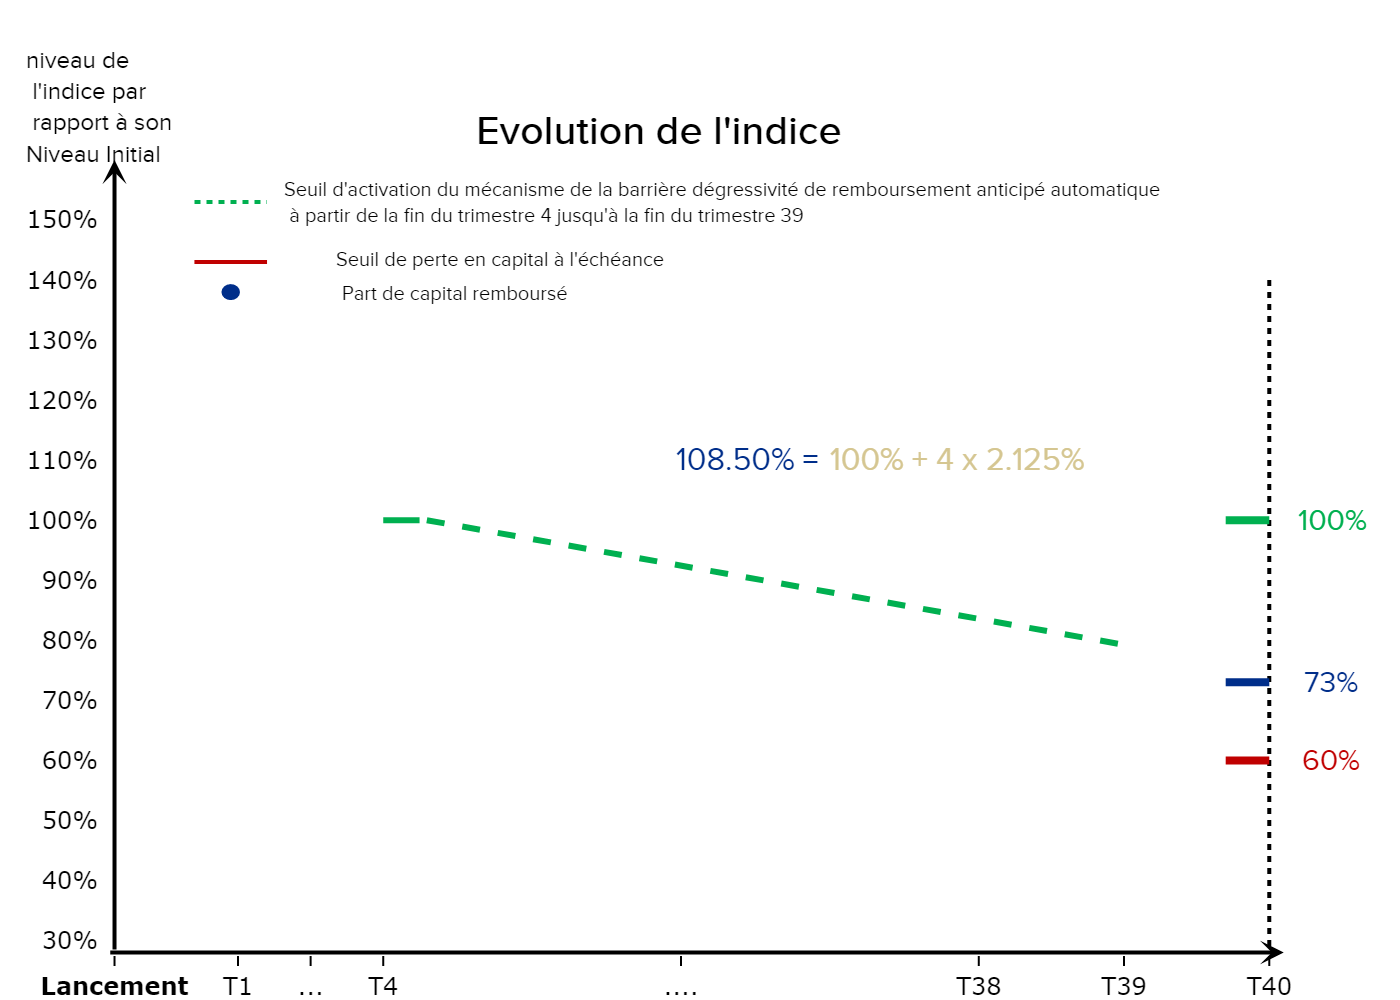 niveau de
l'indice par
rapport à son
Niveau Initial
Evolution de l'indice
Seuil d'activation du mécanisme de la barrière dégressivité de remboursement anticipé automatique
à partir de la fin du trimestre 4 jusqu'à la fin du trimestre 39
Seuil de perte en capital à l'échéance
Part de capital remboursé
150%
140%
130%
120%
110%
108.50% = 100% + 4 x 2.125%
100%
100%
90%
80%
73%
70%
60%
60%
50%
40%
30%
Lancement T1 ... T4 .... T38 T39 T40